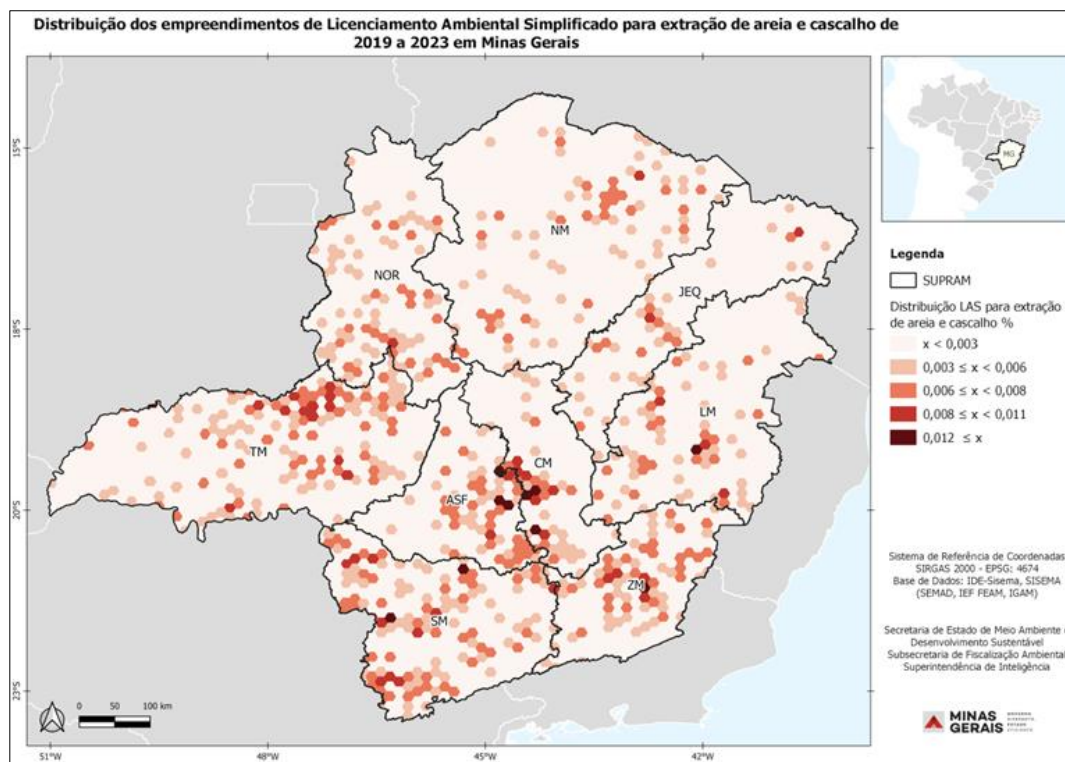 Distribuição dos empreendimentos de Licenciamento Ambiental Simplificado para extração de areia e cascalho de
2019 a 2023 em Minas Gerais
MG
Legenda
SUPRAM
Distribuição LAS para extração
de areia e cascalho %
x < 0,003
0,003 ≤ x < 0,006
0,006 ≤ x < 0,008
0,008 ≤ x < 0,011
0,012 ≤ x
15°S
18°S
20°S
23°S
NM
NOR
JEQ
LM
TM
CM
ASF
ZM
SM
0 50 100 km
51°W 48°W 45°W 42°W
Sistema de Referência de Coordenadas
SIRGAS 2000 - EPSG: 4674
Base de Dados: IDE-Sisema, SISEMA
(SEMAD, IEF FEAM, IGAM)
Secretaria de Estado de Meio Ambiente
Desenvolvimento Sustentável
Subsecretaria de Fiscalização Ambiental
Superintendência de Inteligência
MINAS
GERAIS